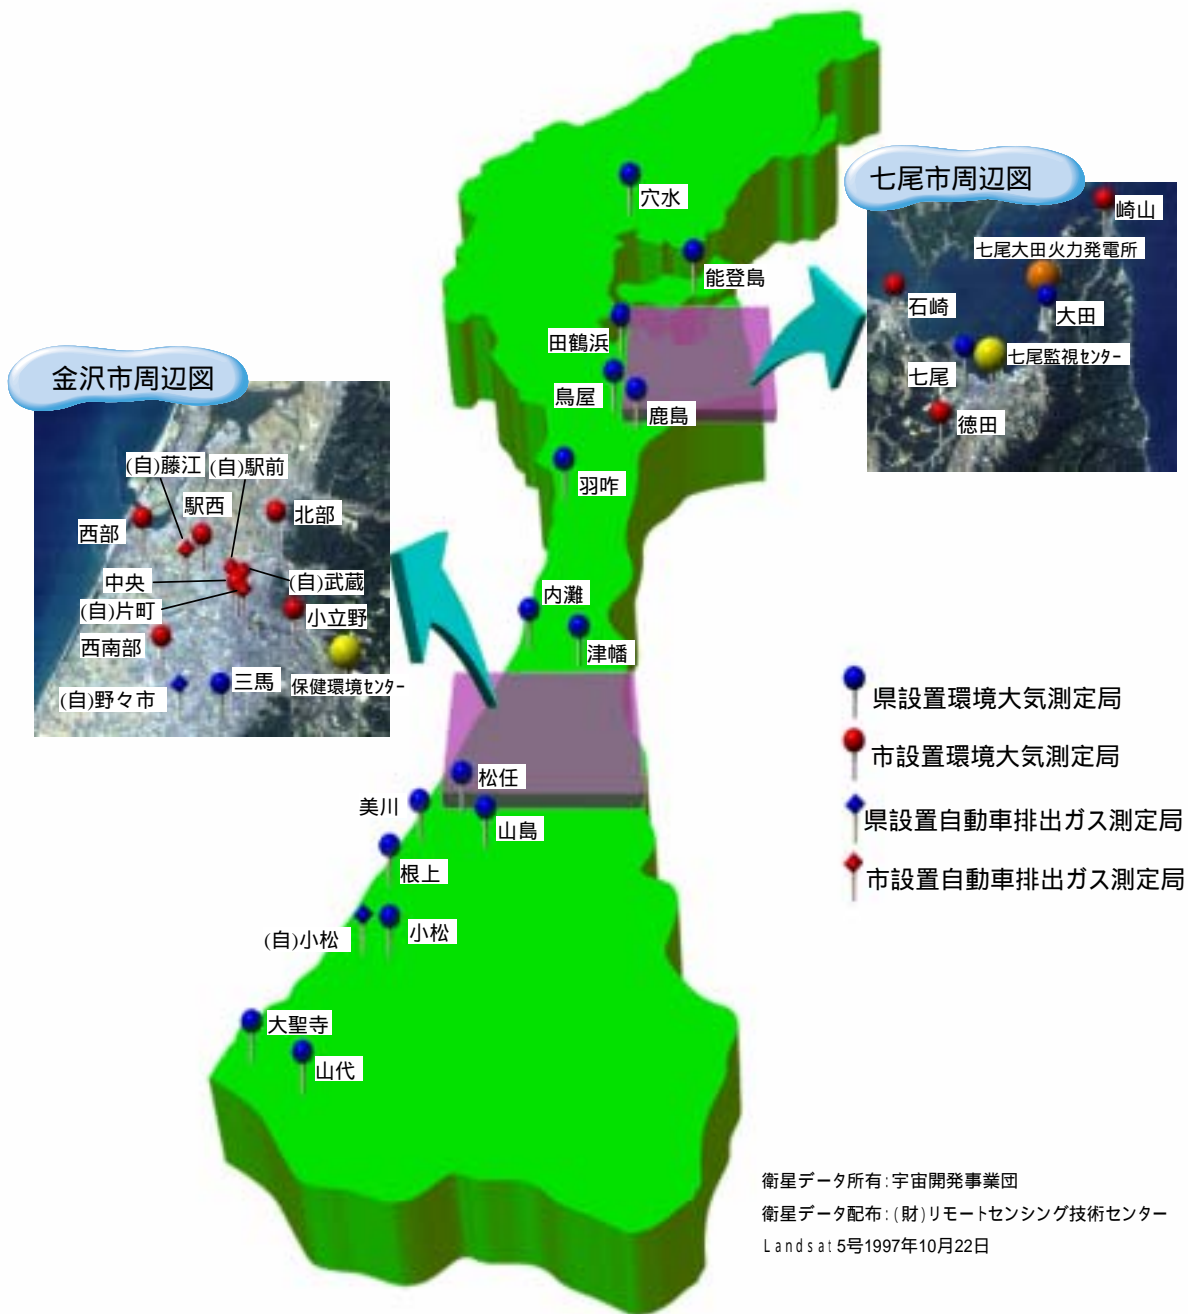 穴水
能登島
田鶴浜
鳥屋
鹿島
羽咋
内灘
津幡
松任
美川
山島
根上
(自)小松
小松
大聖寺
山代
七尾市周辺図
崎山
七尾大田火力発電所
石崎
大田
七尾監視センター
七尾
徳田
金沢市周辺図
(自)藤江
(自)駅前
駅西
北部
西部
中央
(自)武蔵
(自)片町
小立野
西南部
三馬
保健環境センター
(自)野々市
県設置環境大気測定局
市設置環境大気測定局
県設置自動車排出ガス測定局
市設置自動車排出ガス測定局
衛星データ所有:宇宙開発事業団
衛星データ配布:(財)リモートセンシング技術センター
Landsat 5号1997年10月22日